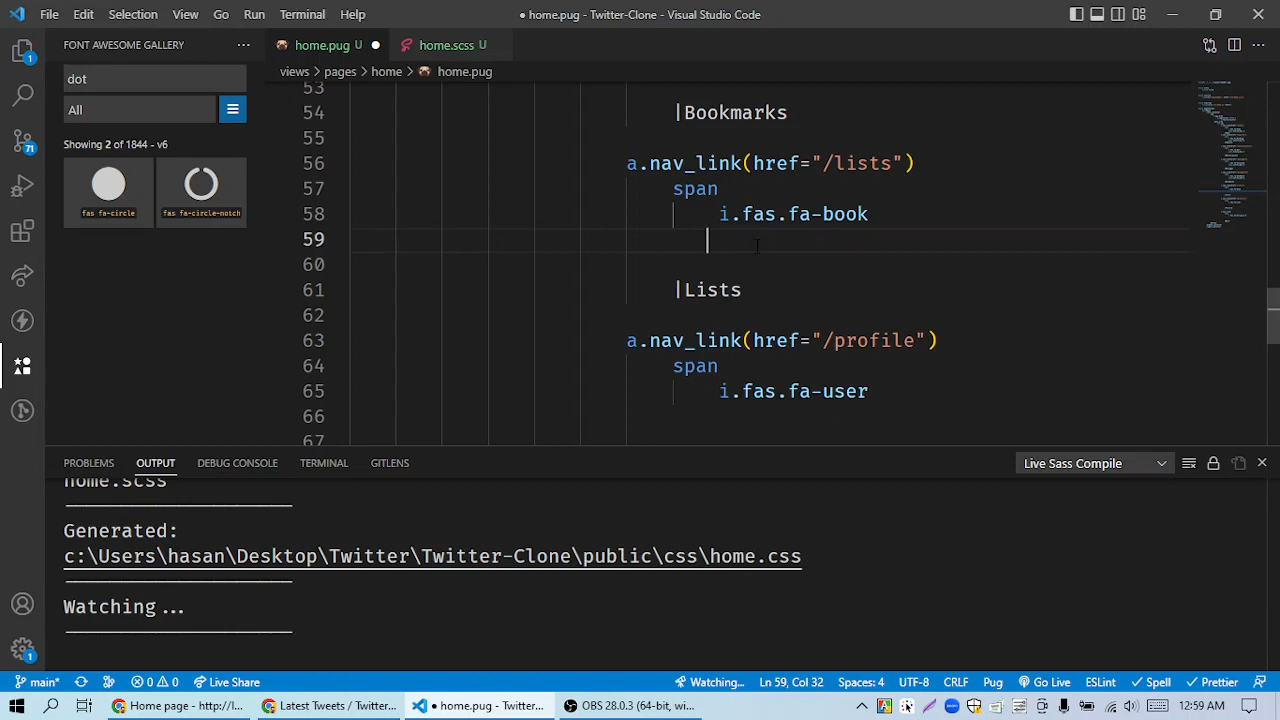 File Edit Selection View Go Run Terminal Help
● home.pug - Twitter-Clone - Visual Studio Code
FONT AWESOME GALLERY
home.pug U
home.scss U
dot
views > pages > home > home.pug
All
Showing 2 of 1844 - v6
fas fa-circle
fas fa-circle-notch
53
54 |Bookmarks
55
56 a.nav_link(href="/lists")
57 span
58 i.fas.fa-book
59
60
61 |Lists
62
63 a.nav_link(href="/profile")
64 span
65 i.fas.fa-user
66
67
PROBLEMS OUTPUT DEBUG CONSOLE TERMINAL GITLENS
Live Sass Compile
home.scss
Generated:
c:\Users\hasan\Desktop\Twitter\Twitter-Clone\public\css\home.css
Watching...
1
71
1
main* 0 0 Live Share Watching... Ln 59, Col 32 Spaces: 4 UTF-8 CRLF Pug Go Live ESLint Spell Prettier
Home page - http://l... Latest Tweets / Twitter... ● home.pug - Twitter-... OBS 28.0.3 (64-bit, wi... 12:59 AM